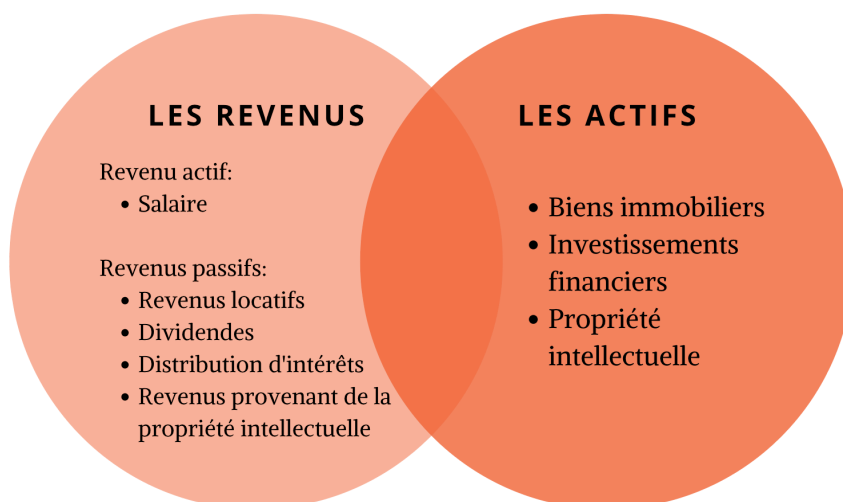 LES REVENUS
Revenu actif:
• Salaire
Revenus passifs:
• Revenus locatifs
• Dividendes
• Distribution d'intérêts
• Revenus provenant de la
propriété intellectuelle
LES ACTIFS
• Biens immobiliers
• Investissements
financiers
• Propriété
intellectuelle